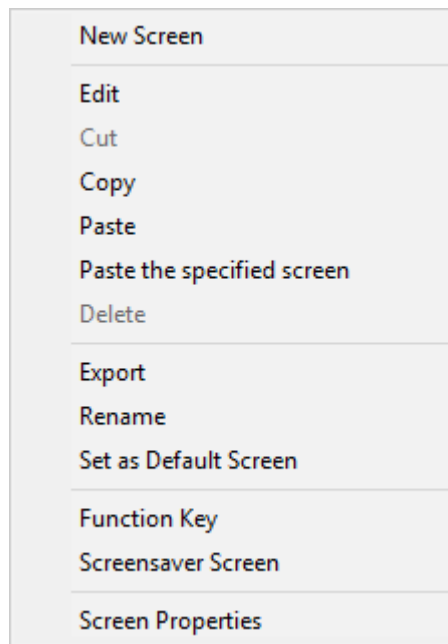 New Screen
Edit
Cut
Copy
Paste
Paste the specified screen
Delete
Export
Rename
Set as Default Screen
Function Key
Screensaver Screen
Screen Properties